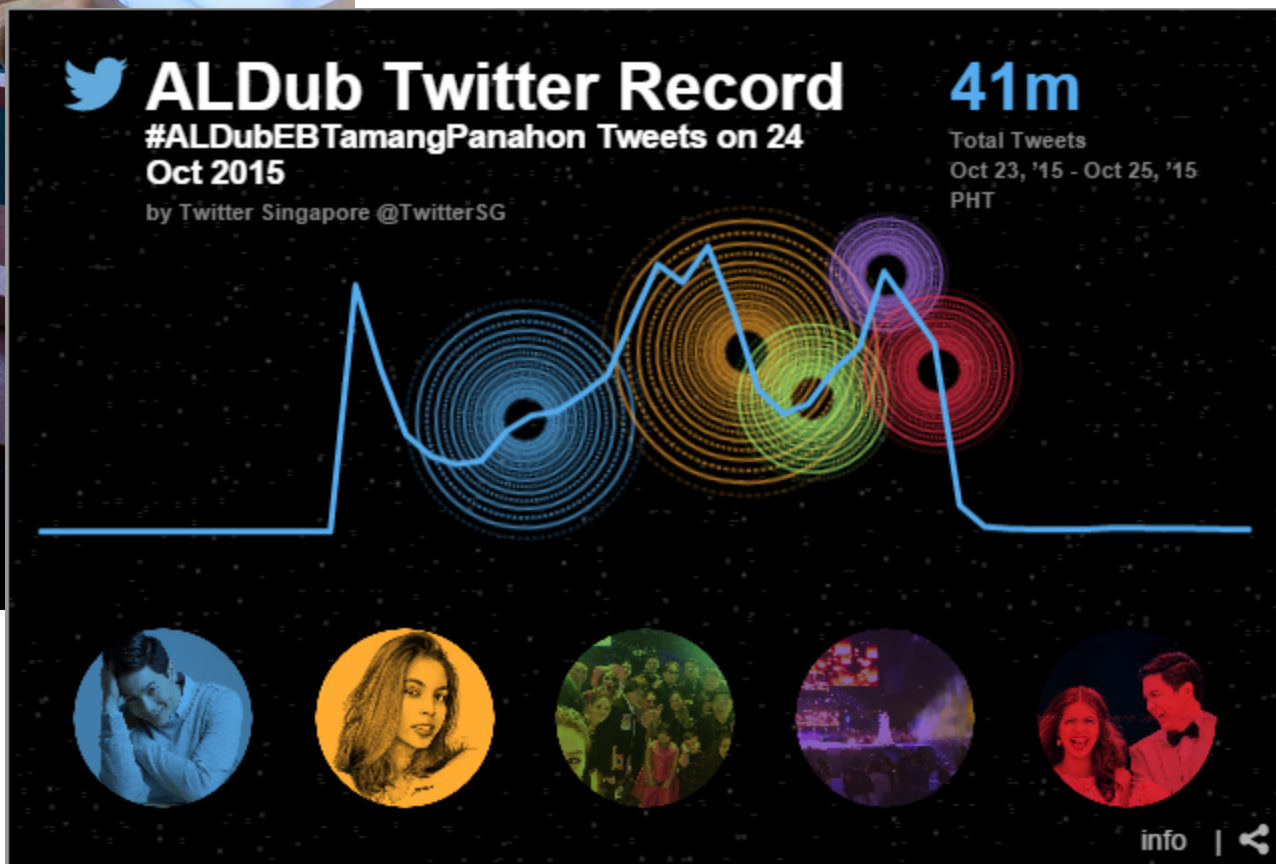 ALDub Twitter Record
#ALDubEBTamangPanahon Tweets on 24
Oct 2015
by Twitter Singapore @TwitterSG
41m
Total Tweets
Oct 23, '15 - Oct 25, '15
PHT
info |